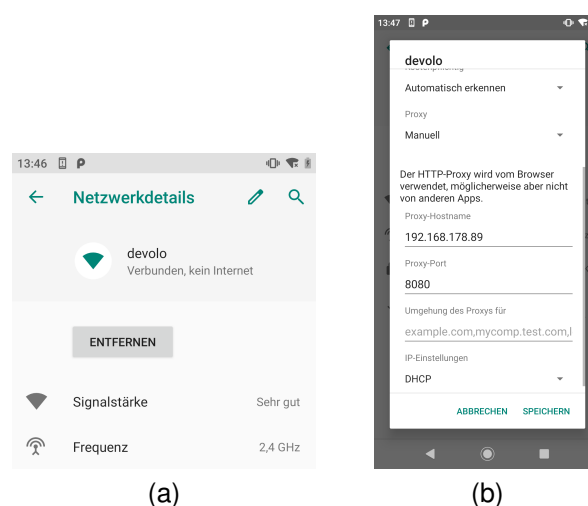 13:46
Netzwerkdetails
devolo
Verbunden, kein Internet
ENTFERNEN
Signalstärke Sehr gut
Frequenz 2,4 GHz
(a)
13:47
devolo
Automatisch erkennen
Proxy
Manuell
Der HTTP-Proxy wird vom Browser
verwendet, möglicherweise aber nicht
von anderen Apps.
Proxy-Hostname
192.168.178.89
Proxy-Port
8080
Umgehung des Proxys für
example.com,mycomp.test.com,l
IP-Einstellungen
DHCP
ABBRECHEN SPEICHERN
(b)